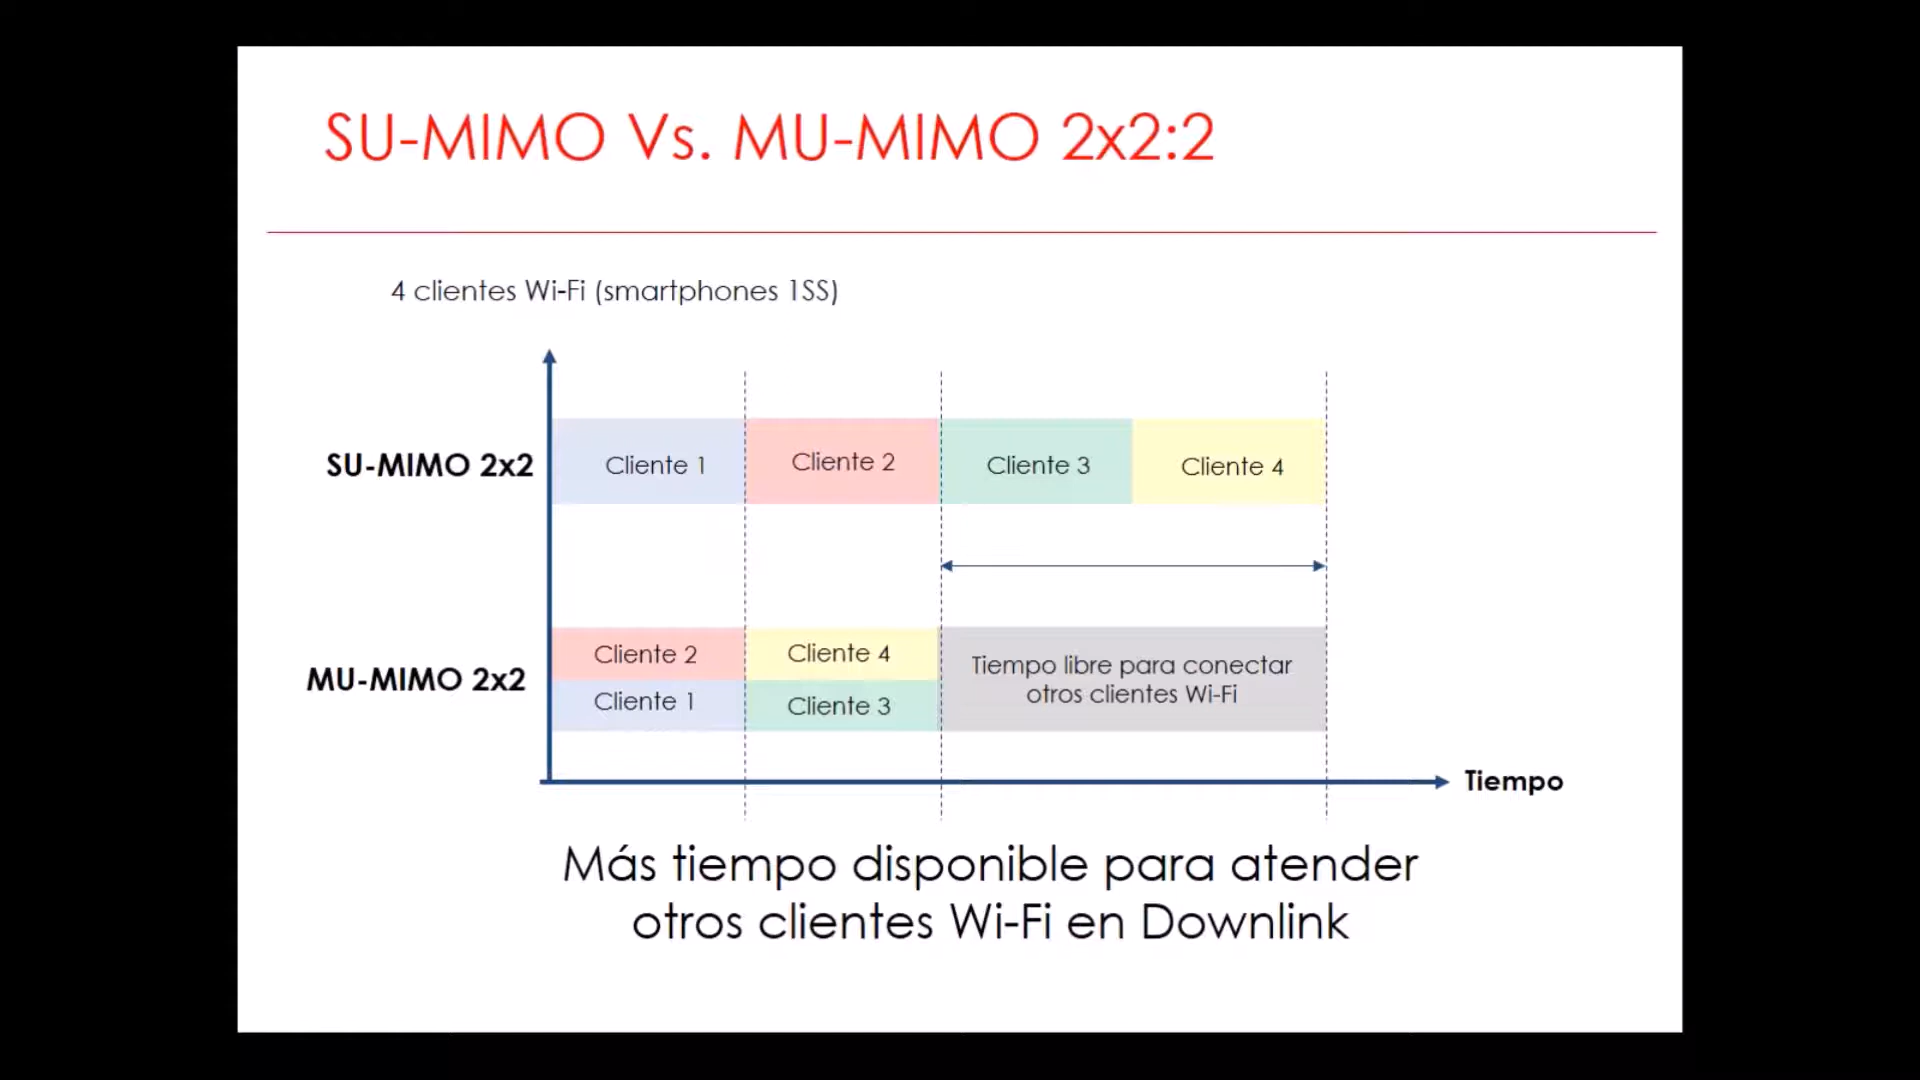 SU-MIMO Vs. MU-MIMO 2x2:2
4 clientes Wi-Fi (smartphones 1SS)
SU-MIMO 2x2
Cliente 1
Cliente 2
Cliente 3
Cliente 4
MU-MIMO 2x2
Cliente 2
Cliente 1
Cliente 4
Cliente 3
Tiempo libre para conectar
otros clientes Wi-Fi
Tiempo
Más tiempo disponible para atender
otros clientes Wi-Fi en Downlink